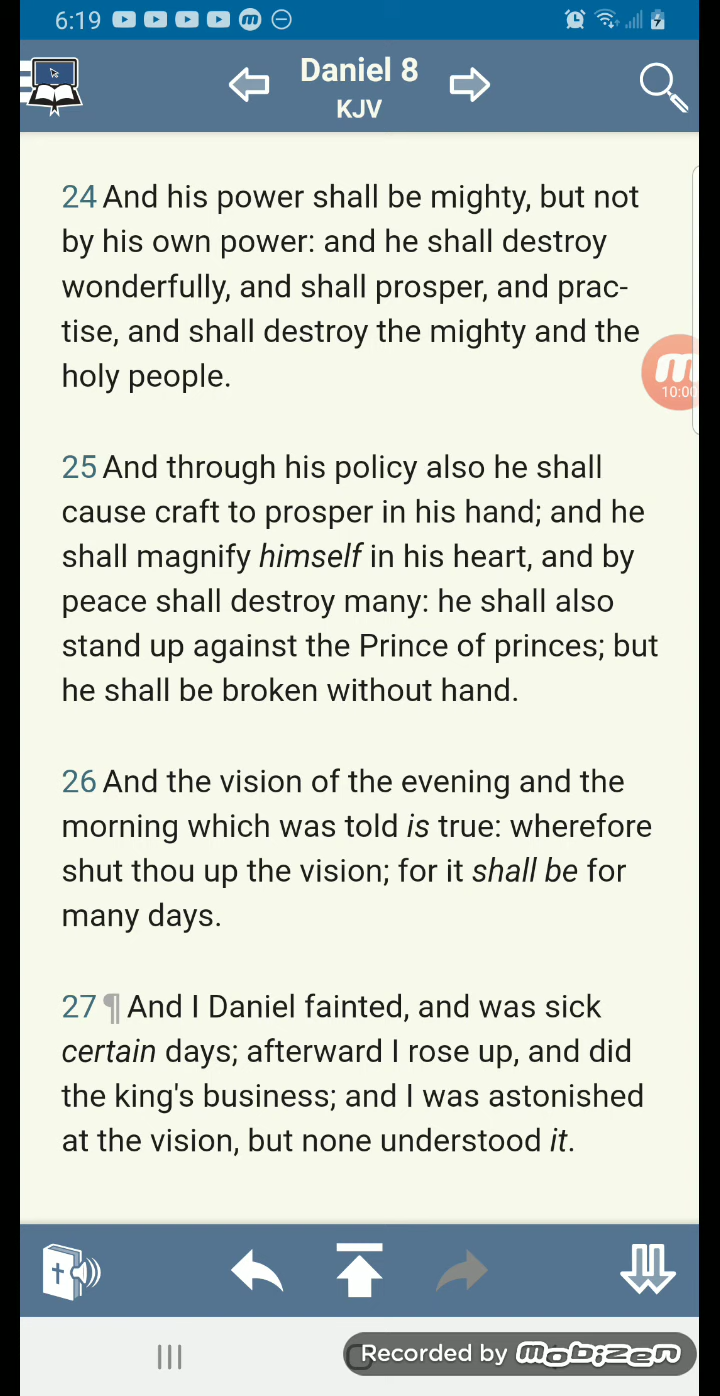 6:19
Daniel 8
KJV
24 And his power shall be mighty, but not
by his own power: and he shall destroy
wonderfully, and shall prosper, and prac-
tise, and shall destroy the mighty and the
holy people.
10:00
25 And through his policy also he shall
cause craft to prosper in his hand; and he
shall magnify himself in his heart, and by
peace shall destroy many: he shall also
stand up against the Prince of princes; but
he shall be broken without hand.
26 And the vision of the evening and the
morning which was told is true: wherefore
shut thou up the vision; for it shall be for
many days.
27 ¶ And I Daniel fainted, and was sick
certain days; afterward I rose up, and did
the king's business; and I was astonished
at the vision, but none understood it.
Recorded by mobizen